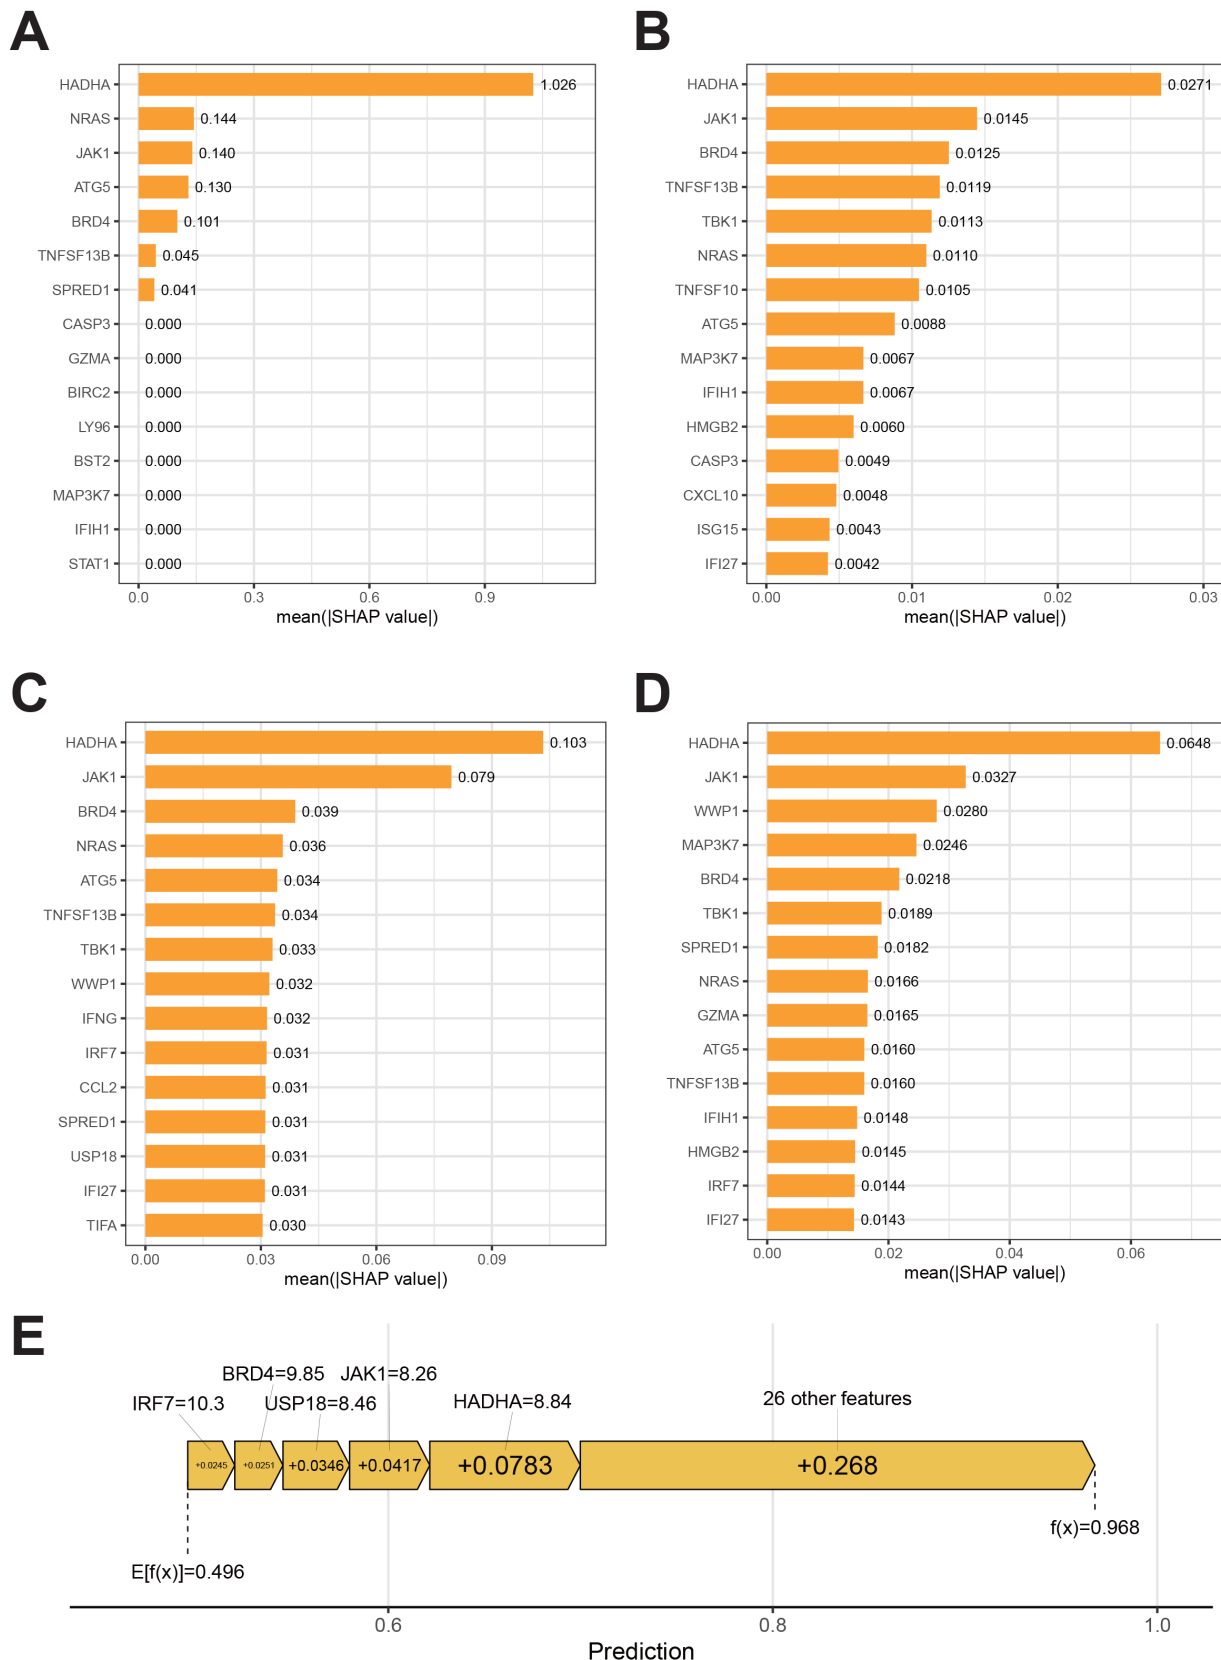 A
HADHA 1.026
NRAS 0.144
JAK1 0.140
ATG5 0.130
BRD4 0.101
TNFSF13B 0.045
SPRED1 0.041
CASP3 0.000
GZMA 0.000
BIRC2 0.000
LY96 0.000
BST2 0.000
MAP3K7 0.000
IFIH1 0.000
STAT1 0.000
0.0 0.3 0.6 0.9
mean(|SHAP value|)
B
HADHA 0.0271
JAK1 0.0145
BRD4 0.0125
TNFSF13B 0.0119
TBK1 0.0113
NRAS 0.0110
TNFSF10 0.0105
ATG5 0.0088
MAP3K7 0.0067
IFIH1 0.0067
HMGB2 0.0060
CASP3 0.0049
CXCL10 0.0048
ISG15 0.0043
IFI27 0.0042
0.00 0.01 0.02 0.03
mean(|SHAP value|)
C
HADHA 0.103
JAK1 0.079
BRD4 0.039
NRAS 0.036
ATG5 0.034
TNFSF13B 0.034
TBK1 0.033
WWP1 0.032
IFNG 0.032
IRF7 0.031
CCL2 0.031
SPRED1 0.031
USP18 0.031
IFI27 0.031
TIFA 0.030
0.00 0.03 0.06 0.09
mean(|SHAP value|)
D
HADHA 0.0648
JAK1 0.0327
WWP1 0.0280
MAP3K7 0.0246
BRD4 0.0218
TBK1 0.0189
SPRED1 0.0182
NRAS 0.0166
GZMA 0.0165
ATG5 0.0160
TNFSF13B 0.0160
IFIH1 0.0148
HMGB2 0.0145
IRF7 0.0144
IFI27 0.0143
0.00 0.02 0.04 0.06
mean(|SHAP value|)
E
BRD4=9.85 JAK1=8.26
IRF7=10.3 USP18=8.46 HADHA=8.84 26 other features
+0.0245 +0.0251 +0.0346 +0.0417 +0.0783 +0.268
f(x)=0.968
E[f(x)]=0.496
0.6 0.8 1.0
Prediction